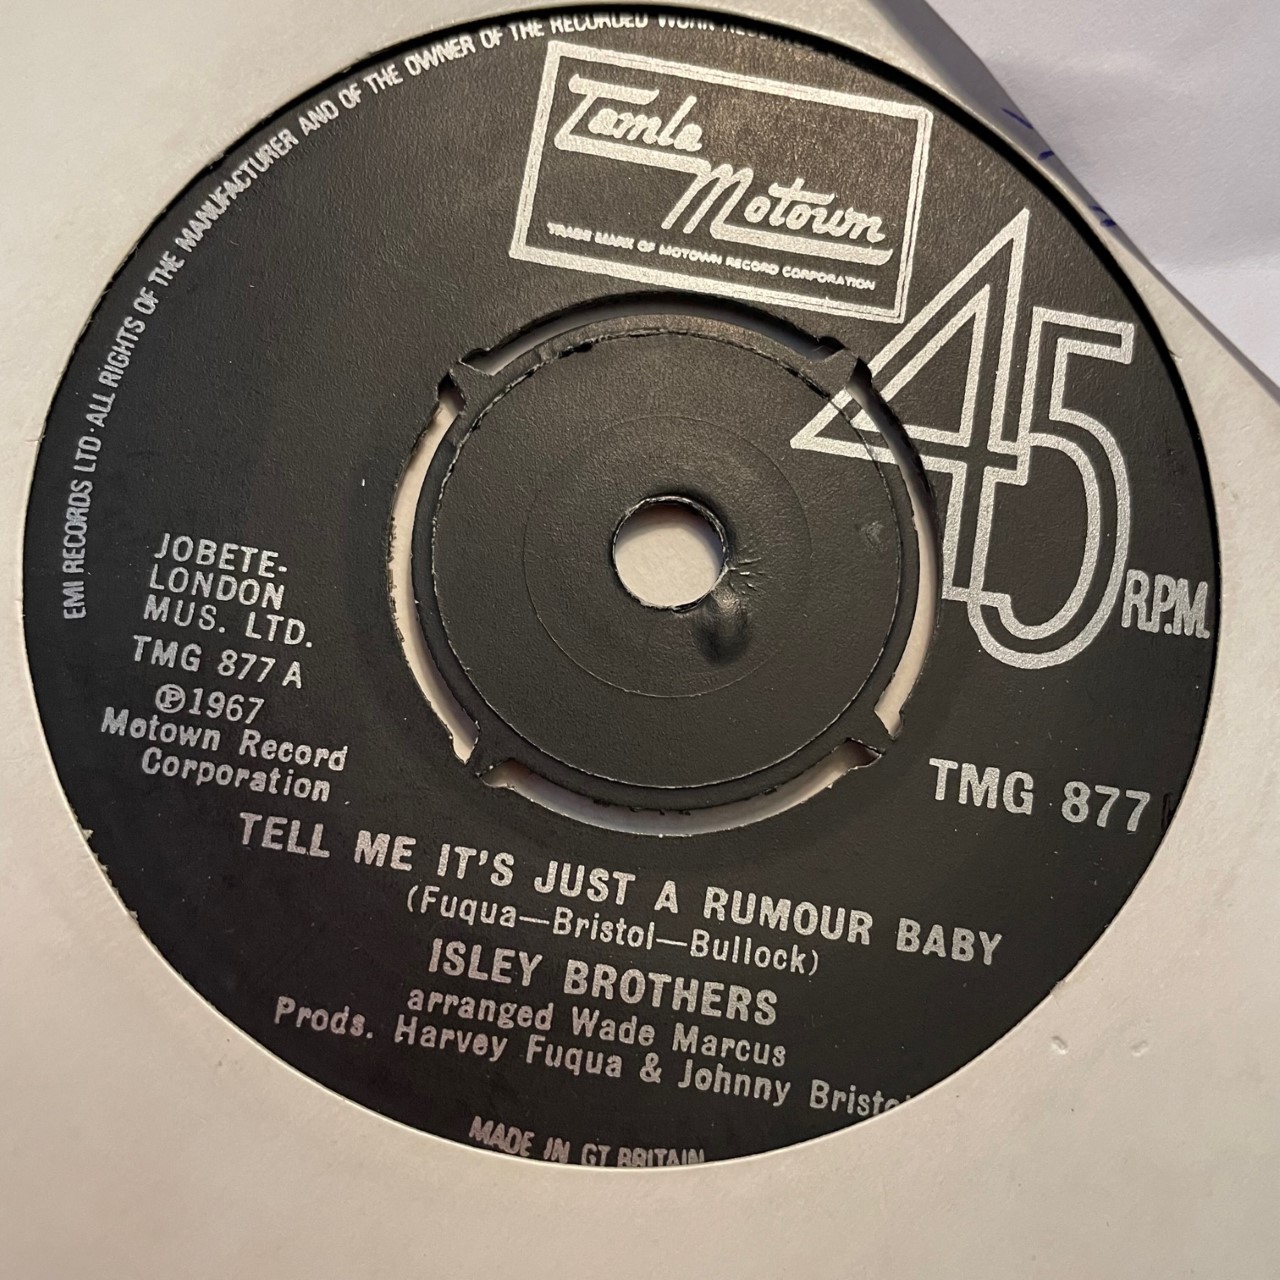 EMI RECORDS LTD · ALL RIGHTS OF THE MANUFACTURER AND OF THE OWNER OF THE RECORDED WORK
Tamla
Motown
TRADE MARK OF MOTOWN RECORD CORPORATION
45
R.P.M.
JOBETE-
LONDON
MUS. LTD.
TMG 877 A
℗1967
Motown Record
Corporation
TMG 877
TELL ME IT'S JUST A RUMOUR BABY
(Fuqua—Bristol—Bullock)
ISLEY BROTHERS
arranged Wade Marcus
Prods. Harvey Fuqua & Johnny Bristol
MADE IN GT BRITAIN